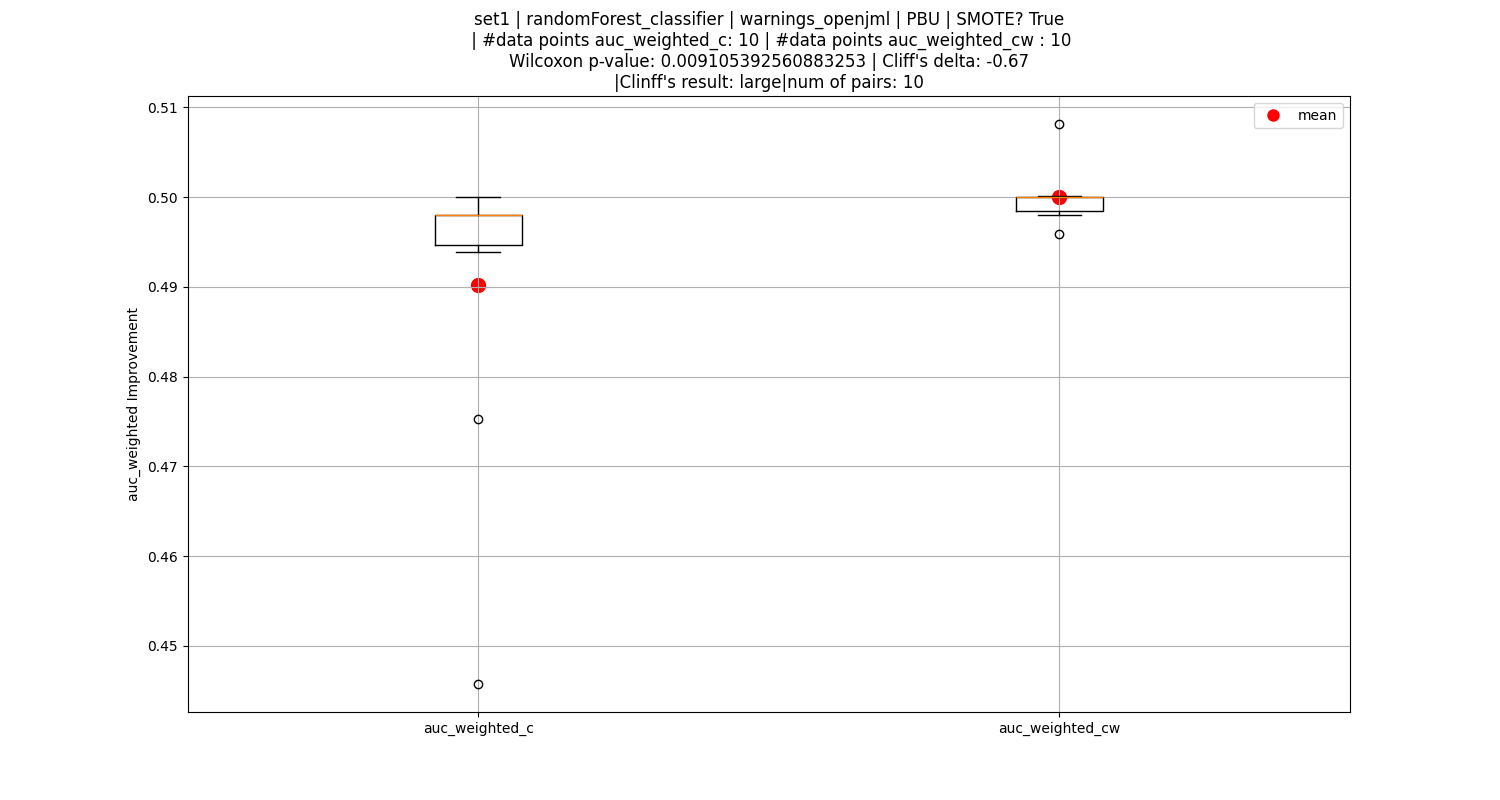 set1 | randomForest_classifier | warnings_openjml | PBU | SMOTE? True
| #data points auc_weighted_c: 10 | #data points auc_weighted_cw : 10
Wilcoxon p-value: 0.009105392560883253 | Cliff's delta: -0.67
|Clinff's result: large|num of pairs: 10
mean
0.51
0.50
0.49
0.48
0.47
0.46
0.45
auc_weighted Improvement
auc_weighted_c
auc_weighted_cw